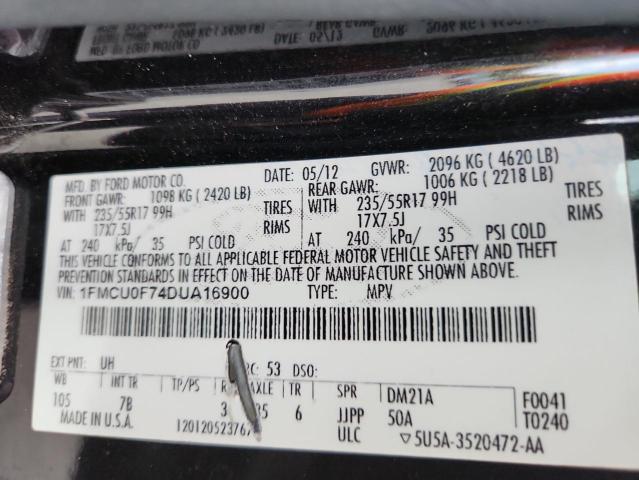 MFD. BY FORD MOTOR CO. DATE: 05/12 GVWR: 2096 KG ( 4620 LB)
FRONT GAWR: 1098 KG ( 2420 LB) REAR GAWR: 1006 KG ( 2218 LB)
WITH 235/55R17 99H TIRES WITH 235/55R17 99H TIRES
17X7.5J RIMS 17X7.5J RIMS
AT 240 kPa/ 35 PSI COLD AT 240 kPa/ 35 PSI COLD
THIS VEHICLE CONFORMS TO ALL APPLICABLE FEDERAL MOTOR VEHICLE SAFETY AND THEFT
PREVENTION STANDARDS IN EFFECT ON THE DATE OF MANUFACTURE SHOWN ABOVE.
VIN: 1FMCU0F74DUA16900 TYPE: MPV
EXT PNT: UH RC: 53 DSO:
WB INT TR TP/PS R AXLE TR SPR DM21A F0041
105 7B 3 35 6 JJPP 50A T0240
MADE IN U.S.A. ULC 5U5A-3520472-AA